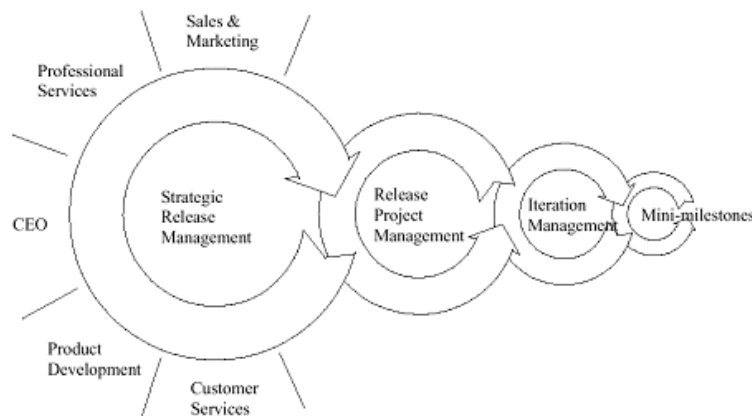 Sales &
Marketing
Professional
Services
CEO
Product
Development
Customer
Services
Strategic
Release
Management
Release
Project
Management
Iteration
Management
Mini-milestones